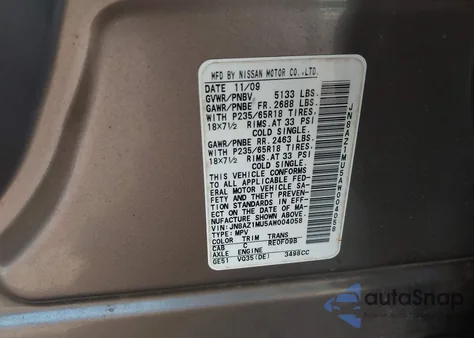 MFD BY NISSAN MOTOR CO.,LTD.
DATE 11/09
GVWR/PNBV 5133 LBS.
GAWR/PNBE FR. 2688 LBS.
WITH P235/65R18 TIRES,
18X7½ RIMS.AT 33 PSI
COLD SINGLE.
GAWR/PNBE RR. 2463 LBS.
WITH P235/65R18 TIRES,
18X7½ RIMS.AT 33 PSI
COLD SINGLE.
THIS VEHICLE CONFORMS
TO ALL APPLICABLE FED-
ERAL MOTOR VEHICLE SA-
FETY AND THEFT PREVEN-
TION STANDARDS IN EFF-
ECT ON THE DATE OF MA-
NUFACTURE SHOWN ABOVE.
VIN:JN8AZ1MU5AW004058
TYPE: MPV
COLOR TRIM TRANS
CAB C RE0F09B
AXLE ENGINE
GE51 VQ35(DE) 3498CC
JN8AZ1MU5AW004058
autoSnap